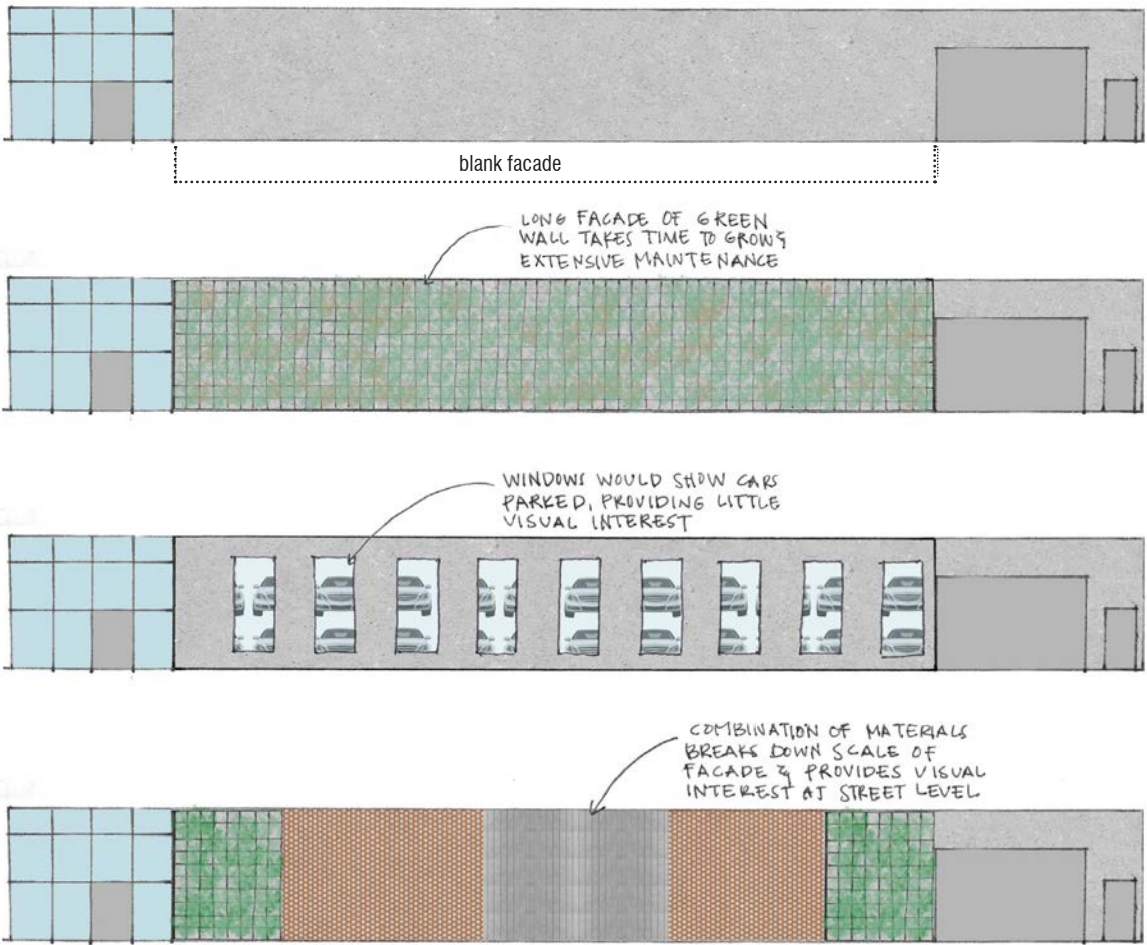 blank facade
LONG FACADE OF GREEN
WALL TAKES TIME TO GROW &
EXTENSIVE MAINTENANCE
WINDOWS WOULD SHOW CARS
PARKED, PROVIDING LITTLE
VISUAL INTEREST
COMBINATION OF MATERIALS
BREAKS DOWN SCALE OF
FACADE & PROVIDES VISUAL
INTEREST AT STREET LEVEL